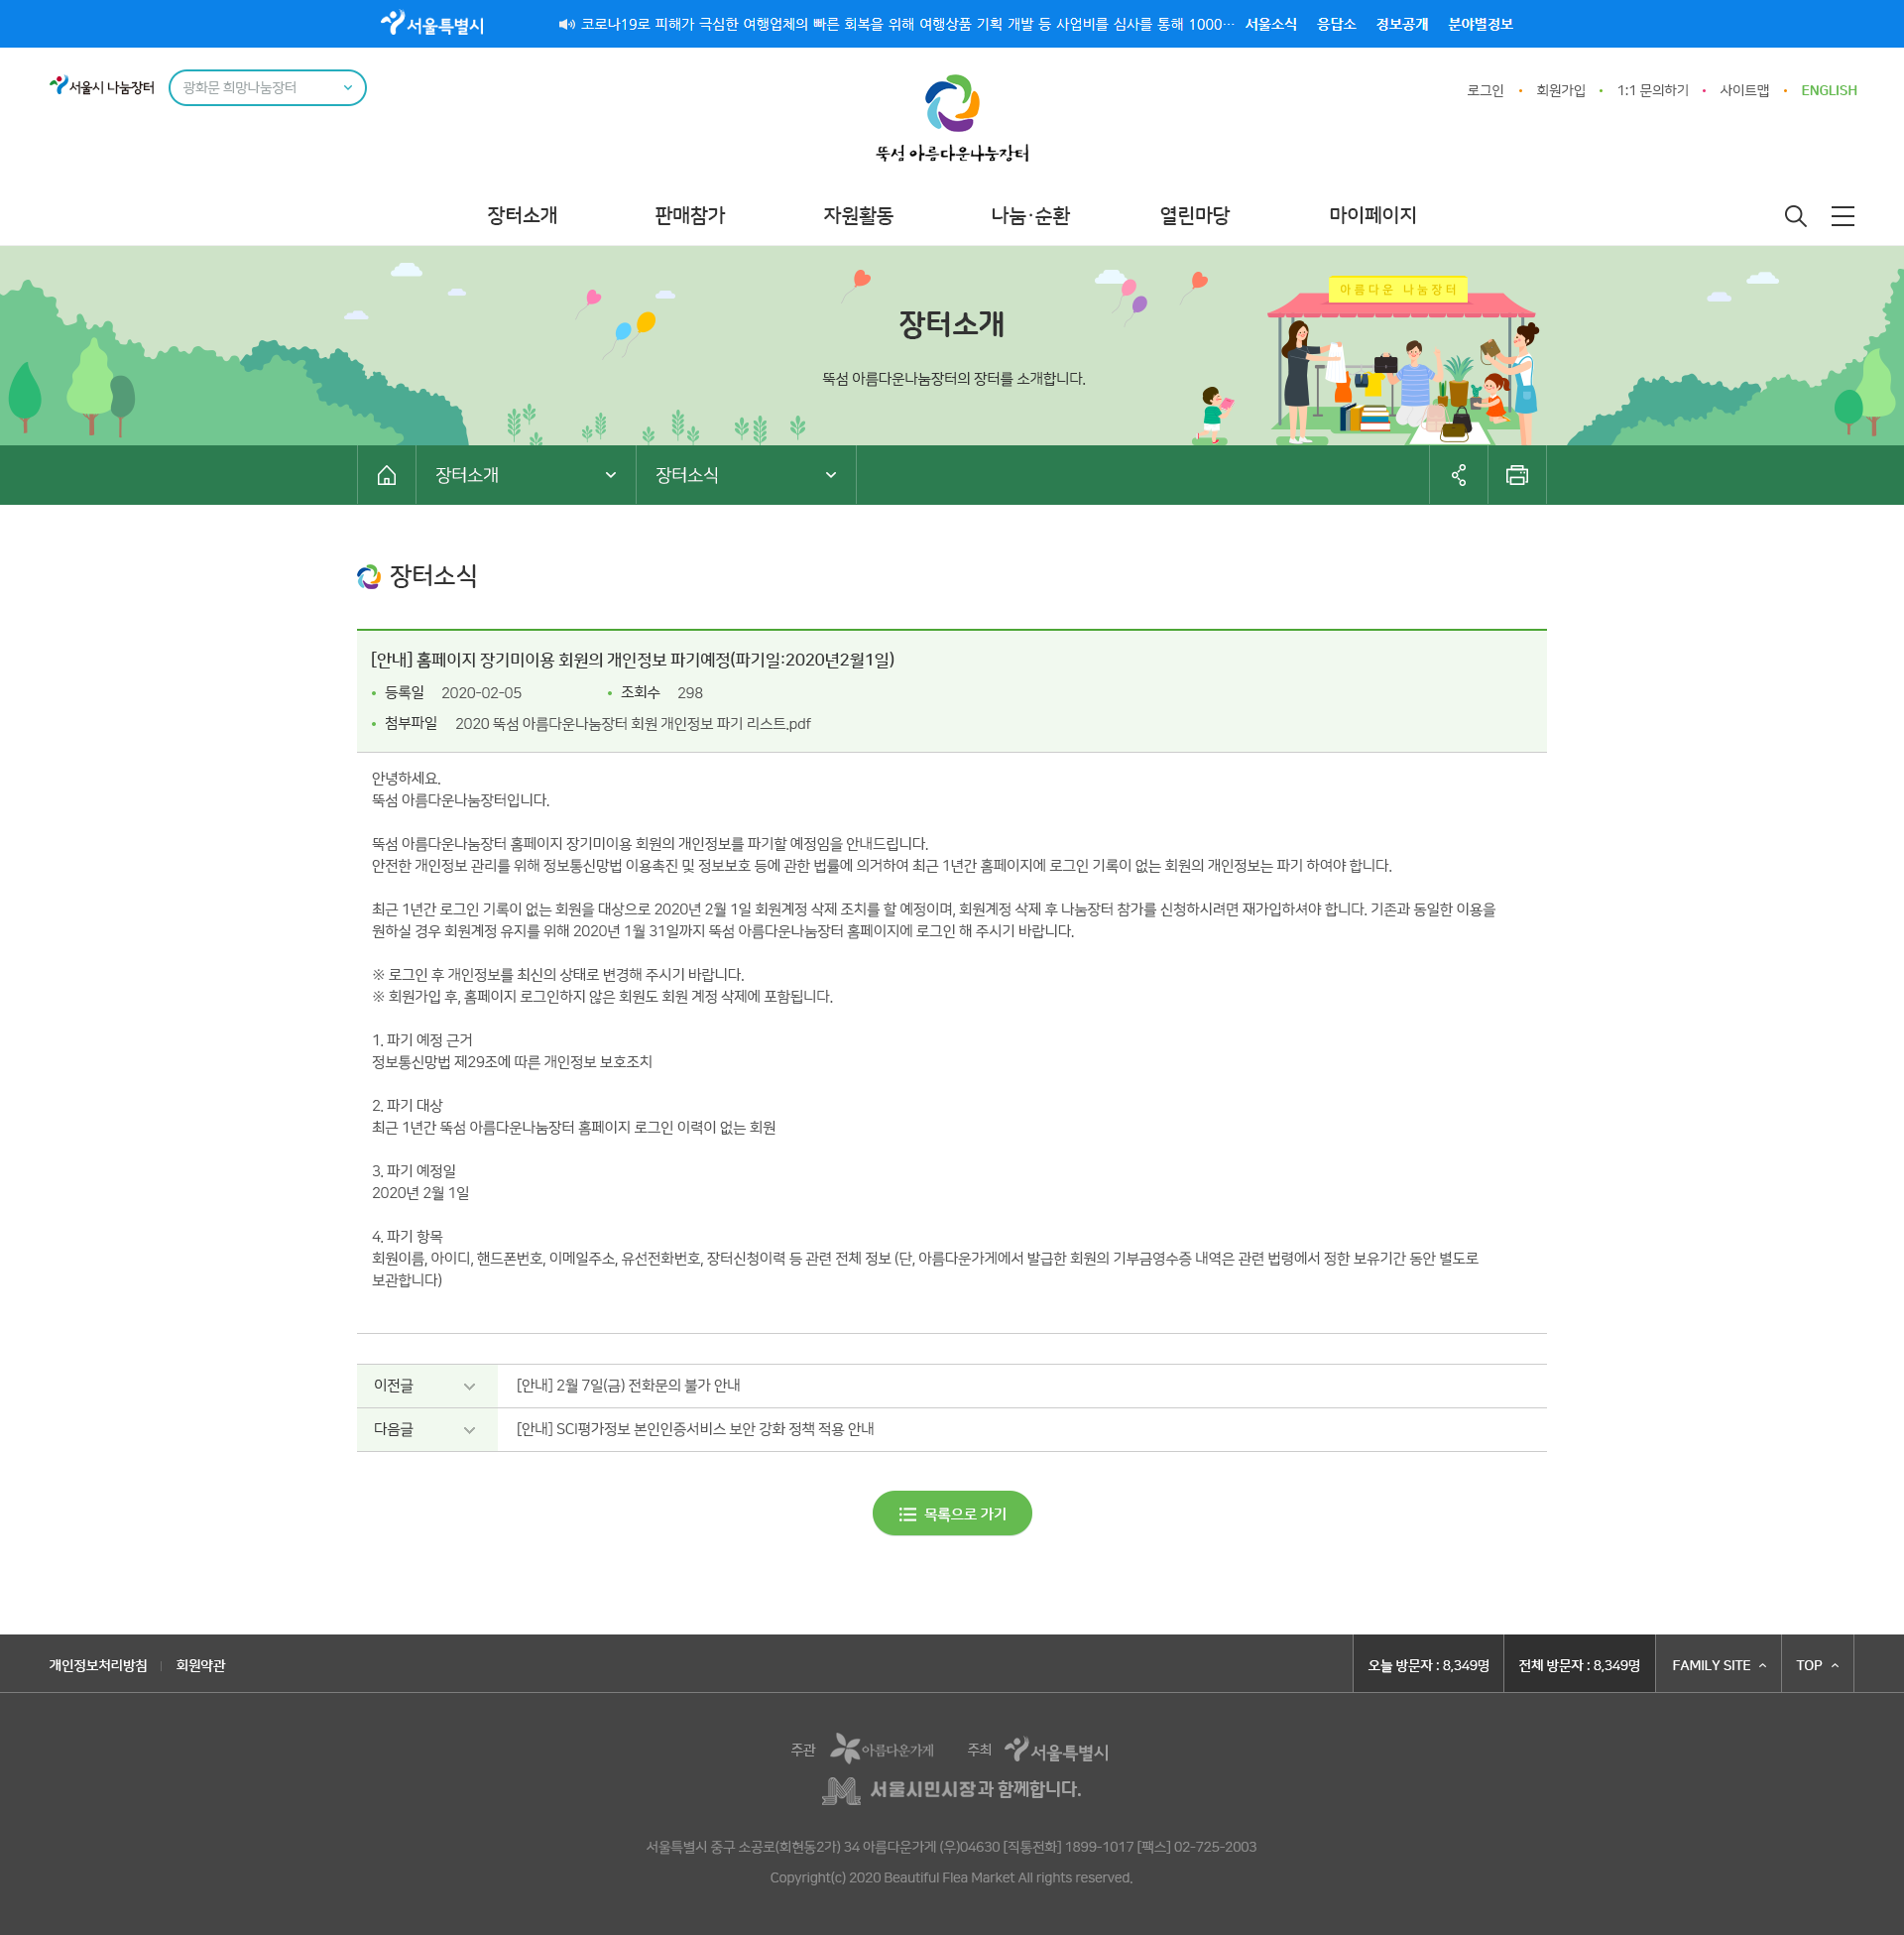 서울특별시
코로나19로 피해가 극심한 여행업체의 빠른 회복을 위해 여행상품 기획 개발 등 사업비를 심사를 통해 1000…
서울소식 응답소 정보공개 분야별정보
서울시 나눔장터
광화문 희망나눔장터
로그인 회원가입 1:1 문의하기 사이트맵 ENGLISH
뚝섬 아름다운나눔장터
장터소개 판매참가 자원활동 나눔·순환 열린마당 마이페이지
아름다운 나눔장터
장터소개
뚝섬 아름다운나눔장터의 장터를 소개합니다.
장터소개 장터소식
장터소식
[안내] 홈페이지 장기미이용 회원의 개인정보 파기예정(파기일:2020년2월1일)
등록일 2020-02-05 조회수 298
첨부파일 2020 뚝섬 아름다운나눔장터 회원 개인정보 파기 리스트.pdf
안녕하세요.
뚝섬 아름다운나눔장터입니다.
뚝섬 아름다운나눔장터 홈페이지 장기미이용 회원의 개인정보를 파기할 예정임을 안내드립니다.
안전한 개인정보 관리를 위해 정보통신망법 이용촉진 및 정보보호 등에 관한 법률에 의거하여 최근 1년간 홈페이지에 로그인 기록이 없는 회원의 개인정보는 파기 하여야 합니다.
최근 1년간 로그인 기록이 없는 회원을 대상으로 2020년 2월 1일 회원계정 삭제 조치를 할 예정이며, 회원계정 삭제 후 나눔장터 참가를 신청하시려면 재가입하셔야 합니다. 기존과 동일한 이용을
원하실 경우 회원계정 유지를 위해 2020년 1월 31일까지 뚝섬 아름다운나눔장터 홈페이지에 로그인 해 주시기 바랍니다.
※ 로그인 후 개인정보를 최신의 상태로 변경해 주시기 바랍니다.
※ 회원가입 후, 홈페이지 로그인하지 않은 회원도 회원 계정 삭제에 포함됩니다.
1. 파기 예정 근거
정보통신망법 제29조에 따른 개인정보 보호조치
2. 파기 대상
최근 1년간 뚝섬 아름다운나눔장터 홈페이지 로그인 이력이 없는 회원
3. 파기 예정일
2020년 2월 1일
4. 파기 항목
회원이름, 아이디, 핸드폰번호, 이메일주소, 유선전화번호, 장터신청이력 등 관련 전체 정보 (단, 아름다운가게에서 발급한 회원의 기부금영수증 내역은 관련 법령에서 정한 보유기간 동안 별도로
보관합니다)
이전글 [안내] 2월 7일(금) 전화문의 불가 안내
다음글 [안내] SCI평가정보 본인인증서비스 보안 강화 정책 적용 안내
목록으로 가기
개인정보처리방침 회원약관
오늘 방문자 : 8,349명 전체 방문자 : 8,349명 FAMILY SITE TOP
주관 아름다운가게 주최 서울특별시
서울시민시장과 함께합니다.
서울특별시 중구 소공로(회현동2가) 34 아름다운가게 (우)04630 [직통전화] 1899-1017 [팩스] 02-725-2003
Copyright(c) 2020 Beautiful Flea Market All rights reserved.